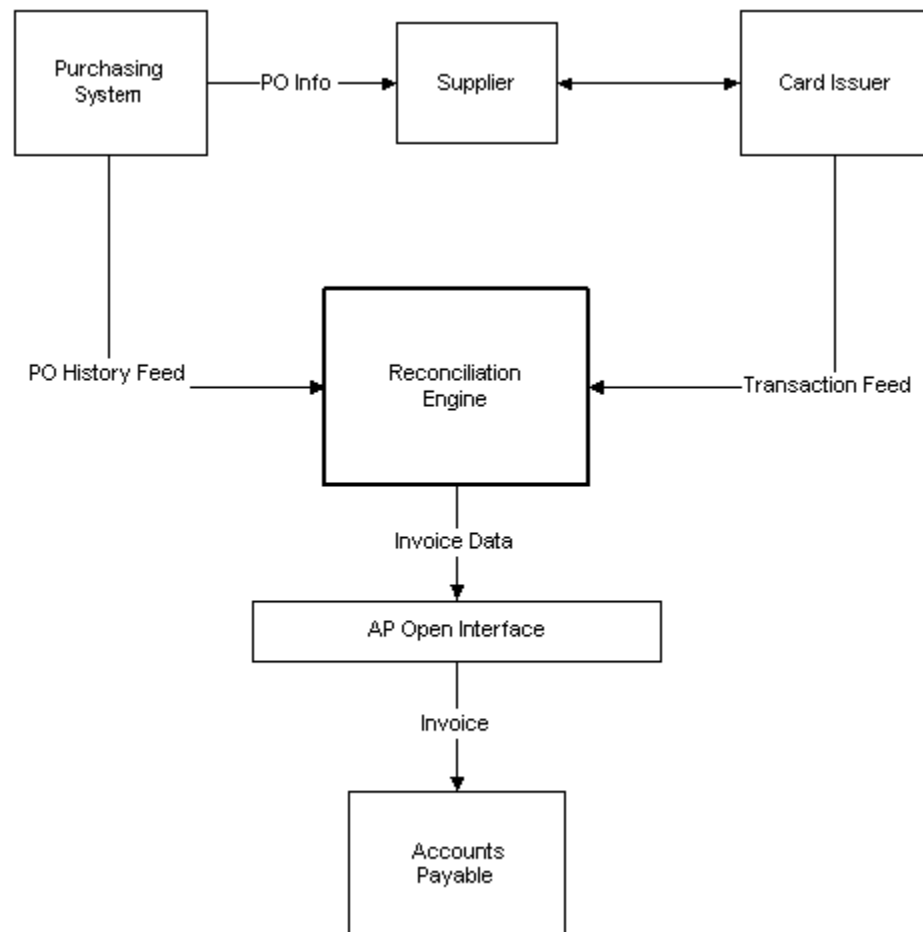 Purchasing
System
PO Info
Supplier
Card Issuer
PO History Feed
Reconciliation
Engine
Transaction Feed
Invoice Data
AP Open Interface
Invoice
Accounts
Payable